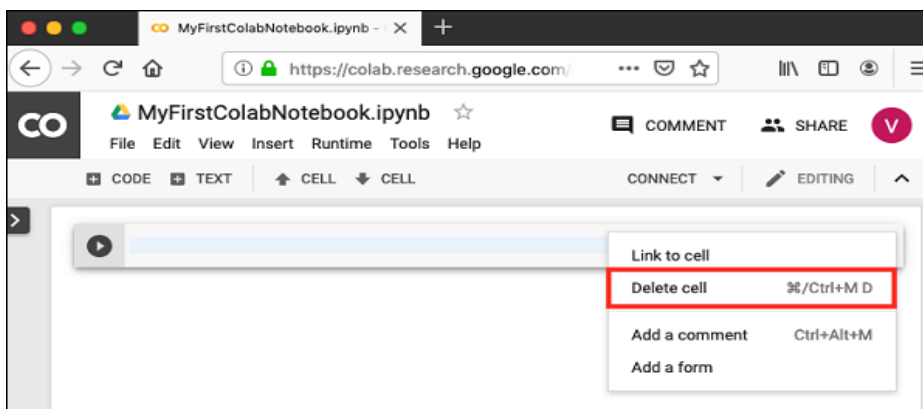 CO MyFirstColabNotebook.ipynb - 
https://colab.research.google.com/
CO MyFirstColabNotebook.ipynb
COMMENT SHARE V
File Edit View Insert Runtime Tools Help
CODE TEXT CELL CELL CONNECT EDITING
Link to cell
Delete cell ⌘/Ctrl+M D
Add a comment Ctrl+Alt+M
Add a form